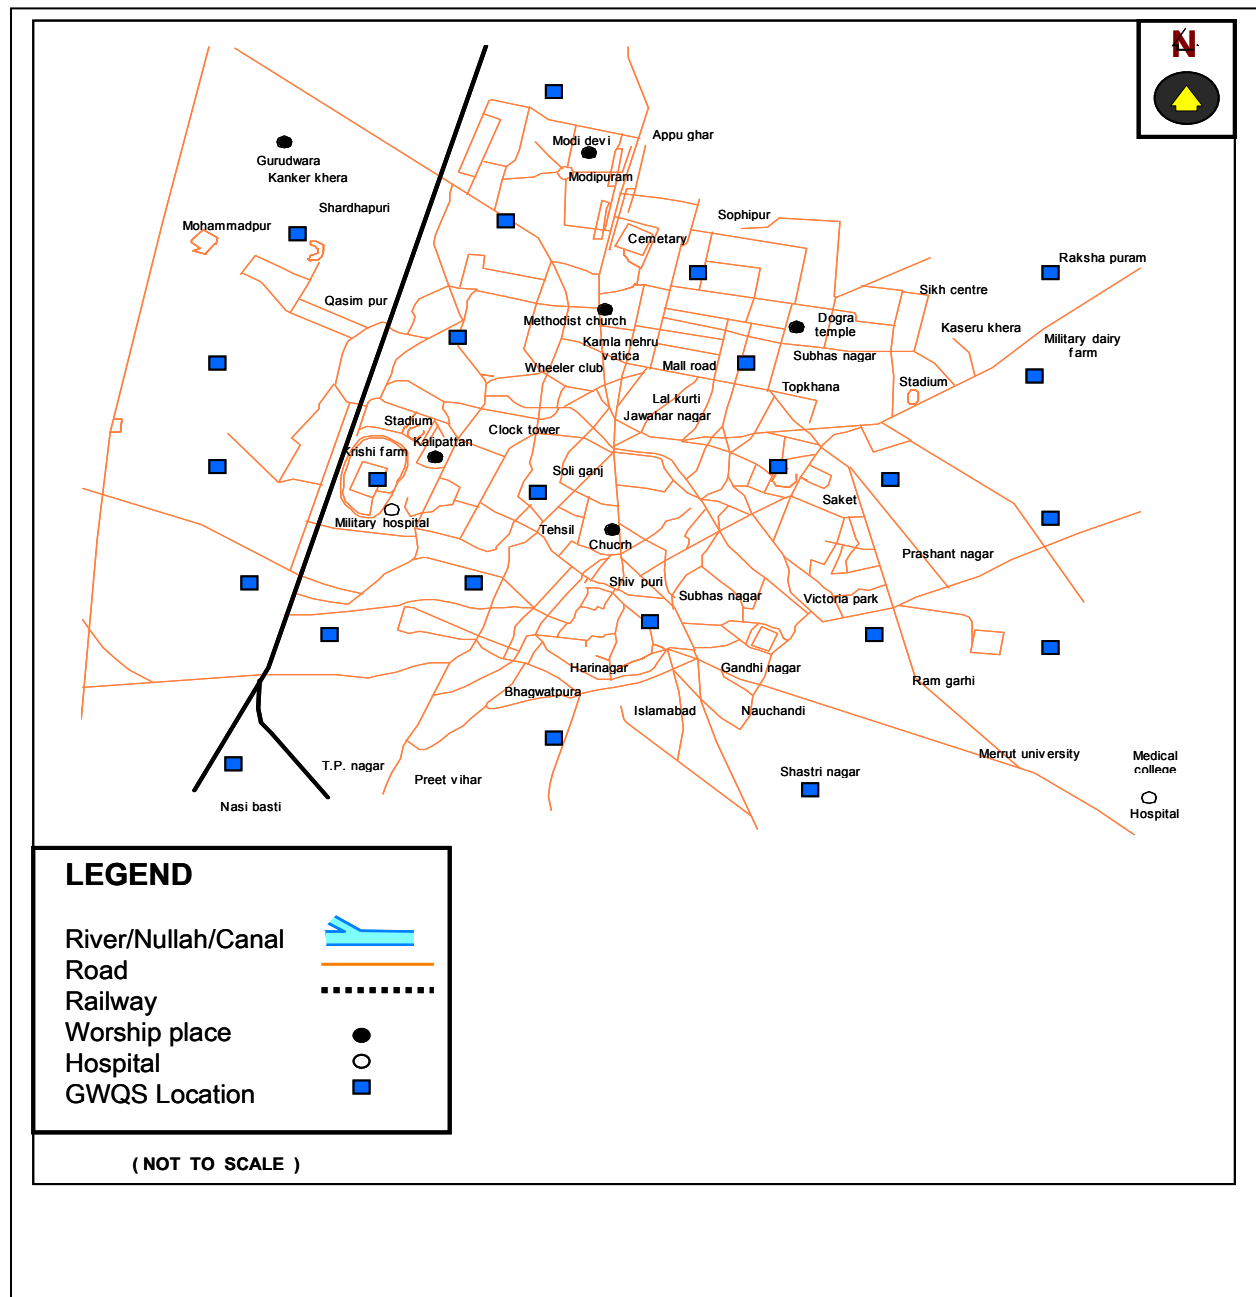 N
Appu ghar
Modi devi
Gurudwara
Kanker khera
Modipuram
Shardhapuri
Sophipur
Mohammadpur
Cemetary
Raksha puram
Sikh centre
Qasim pur
Methodist church
Dogra
temple
Kaseru khera
Kamla nehru
vatica
Military dairy
farm
Subhas nagar
Wheeler club
Mall road
Stadium
Topkhana
Lal kurti
Jawahar nagar
Stadium
Clock tower
Kalipattan
Krishi farm
Soli ganj
Saket
Military hospital
Tehsil
Chucrh
Prashant nagar
Shiv puri
Subhas nagar
Victoria park
Harinagar
Gandhi nagar
Ram garhi
Bhagwatpura
Islamabad
Nauchandi
Merrut university
Medical
college
T.P. nagar
Preet vihar
Shastri nagar
Nasi basti
Hospital
LEGEND
River/Nullah/Canal
Road
Railway
Worship place
Hospital
GWQS Location
( NOT TO SCALE )